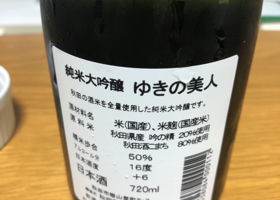 純米大吟醸 ゆきの美人
秋田の酒米を全量使用した純米大吟醸です。
原材料名 米(国産)、米麹(国産米)
原料米 秋田県産 吟の精 20%使用
秋田酒こまち 80%使用
精米歩合 50%
アルコール分 16度
日本酒度 +6
日本酒 720ml